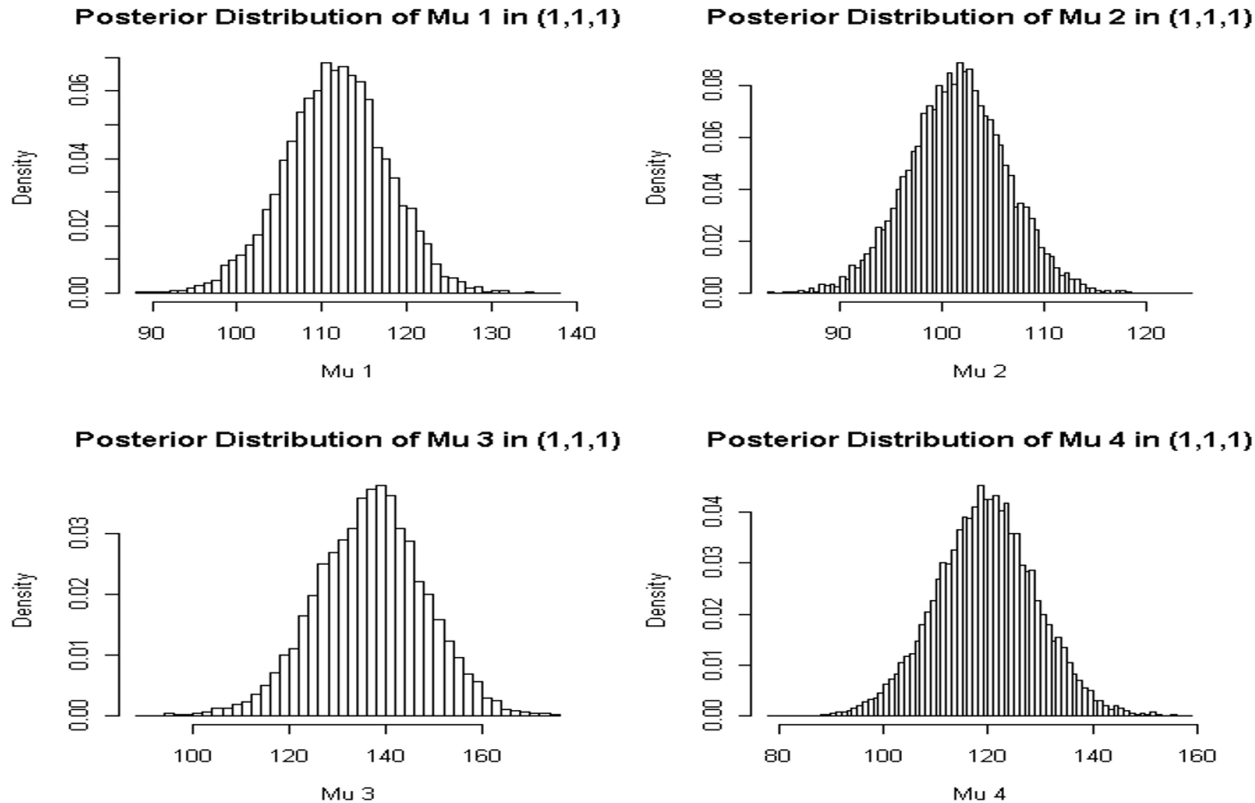 Posterior Distribution of Mu 1 in (1,1,1)
Density
0.00 0.02 0.04 0.06
90 100 110 120 130 140
Mu 1
Posterior Distribution of Mu 2 in (1,1,1)
Density
0.00 0.02 0.04 0.06 0.08
90 100 110 120
Mu 2
Posterior Distribution of Mu 3 in (1,1,1)
Density
0.00 0.01 0.02 0.03
100 120 140 160
Mu 3
Posterior Distribution of Mu 4 in (1,1,1)
Density
0.00 0.01 0.02 0.03 0.04
80 100 120 140 160
Mu 4